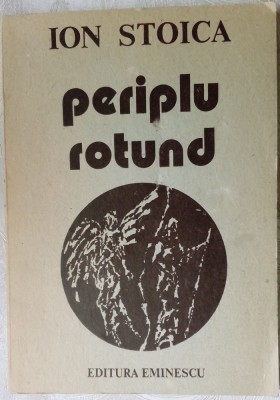 ION STOICA
periplu
rotund
EDITURA EMINESCU